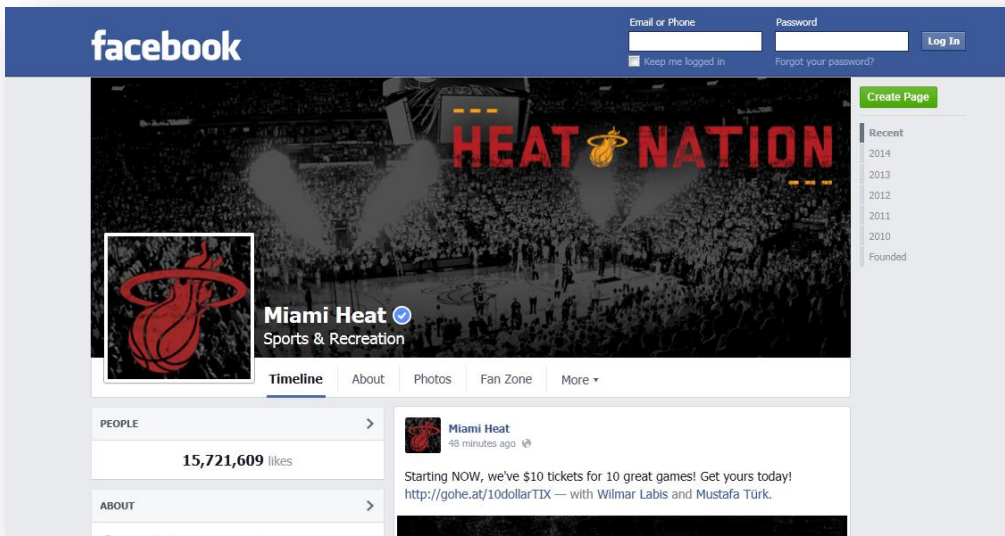 facebook
Email or Phone
Password
Log In
Keep me logged in
Forgot your password?
HEAT NATION
Create Page
Recent
2014
2013
2012
2011
2010
Founded
Miami Heat
Sports & Recreation
Timeline
About
Photos
Fan Zone
More
PEOPLE
15,721,609 likes
ABOUT
Miami Heat
48 minutes ago
Starting NOW, we've $10 tickets for 10 great games! Get yours today!
http://gohe.at/10dollarTIX — with Wilmar Labis and Mustafa Türk.